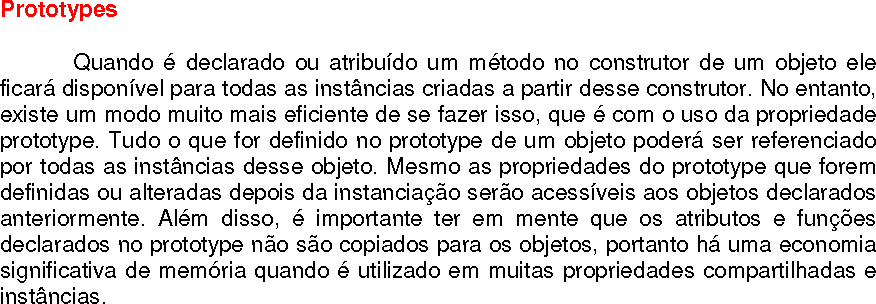 Prototypes
Quando é declarado ou atribuído um método no construtor de um objeto ele
ficará disponível para todas as instâncias criadas a partir desse construtor. No entanto,
existe um modo muito mais eficiente de se fazer isso, que é com o uso da propriedade
prototype. Tudo o que for definido no prototype de um objeto poderá ser referenciado
por todas as instâncias desse objeto. Mesmo as propriedades do prototype que forem
definidas ou alteradas depois da instanciação serão acessíveis aos objetos declarados
anteriormente. Além disso, é importante ter em mente que os atributos e funções
declarados no prototype não são copiados para os objetos, portanto há uma economia
significativa de memória quando é utilizado em muitas propriedades compartilhadas e
instâncias.